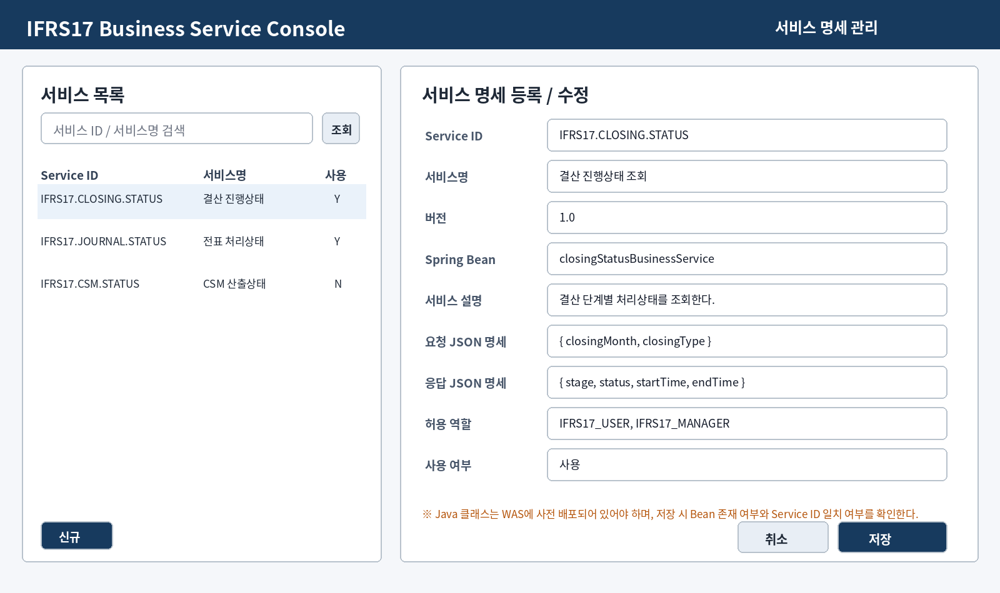 IFRS17 Business Service Console
서비스 명세 관리
서비스 목록
서비스 ID / 서비스명 검색
조회
Service ID 서비스명 사용
IFRS17.CLOSING.STATUS 결산 진행상태 Y
IFRS17.JOURNAL.STATUS 전표 처리상태 Y
IFRS17.CSM.STATUS CSM 산출상태 N
신규
서비스 명세 등록 / 수정
Service ID IFRS17.CLOSING.STATUS
서비스명 결산 진행상태 조회
버전 1.0
Spring Bean closingStatusBusinessService
서비스 설명 결산 단계별 처리상태를 조회한다.
요청 JSON 명세 { closingMonth, closingType }
응답 JSON 명세 { stage, status, startTime, endTime }
허용 역할 IFRS17_USER, IFRS17_MANAGER
사용 여부 사용
※ Java 클래스는 WAS에 사전 배포되어 있어야 하며, 저장 시 Bean 존재 여부와 Service ID 일치 여부를 확인한다.
취소
저장